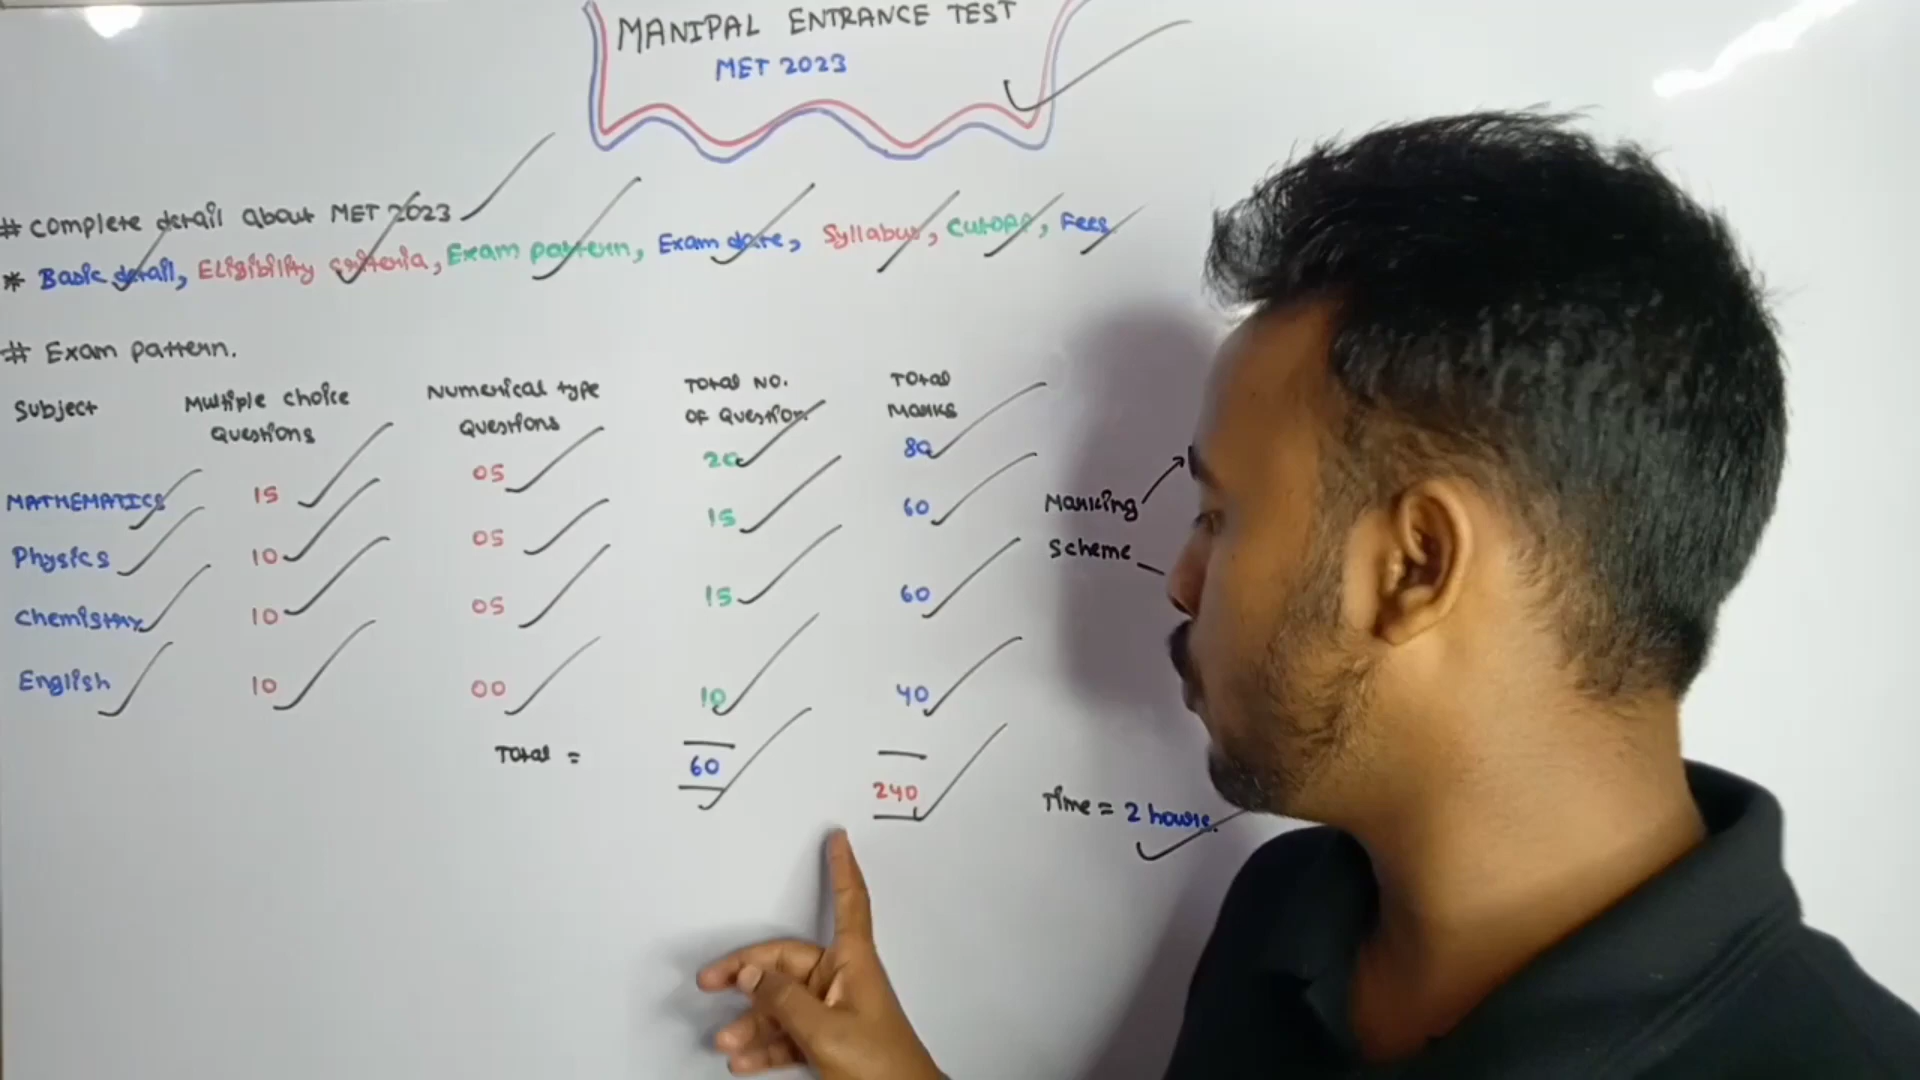 MANIPAL ENTRANCE TEST
MET 2023
# Complete detail about MET 2023
* Basic detail, Eligibility criteria, Exam pattern, Exam date, Syllabus, Cutoff, Fees
# Exam pattern.
Subject Multiple choice Questions Numerical type Questions Total No. of Question Total Marks
MATHEMATICS 15 05 20 80
Physics 10 05 15 60
Chemistry 10 05 15 60
English 10 00 10 40
Total = 60 240
Marking
Scheme
Time = 2 hours.